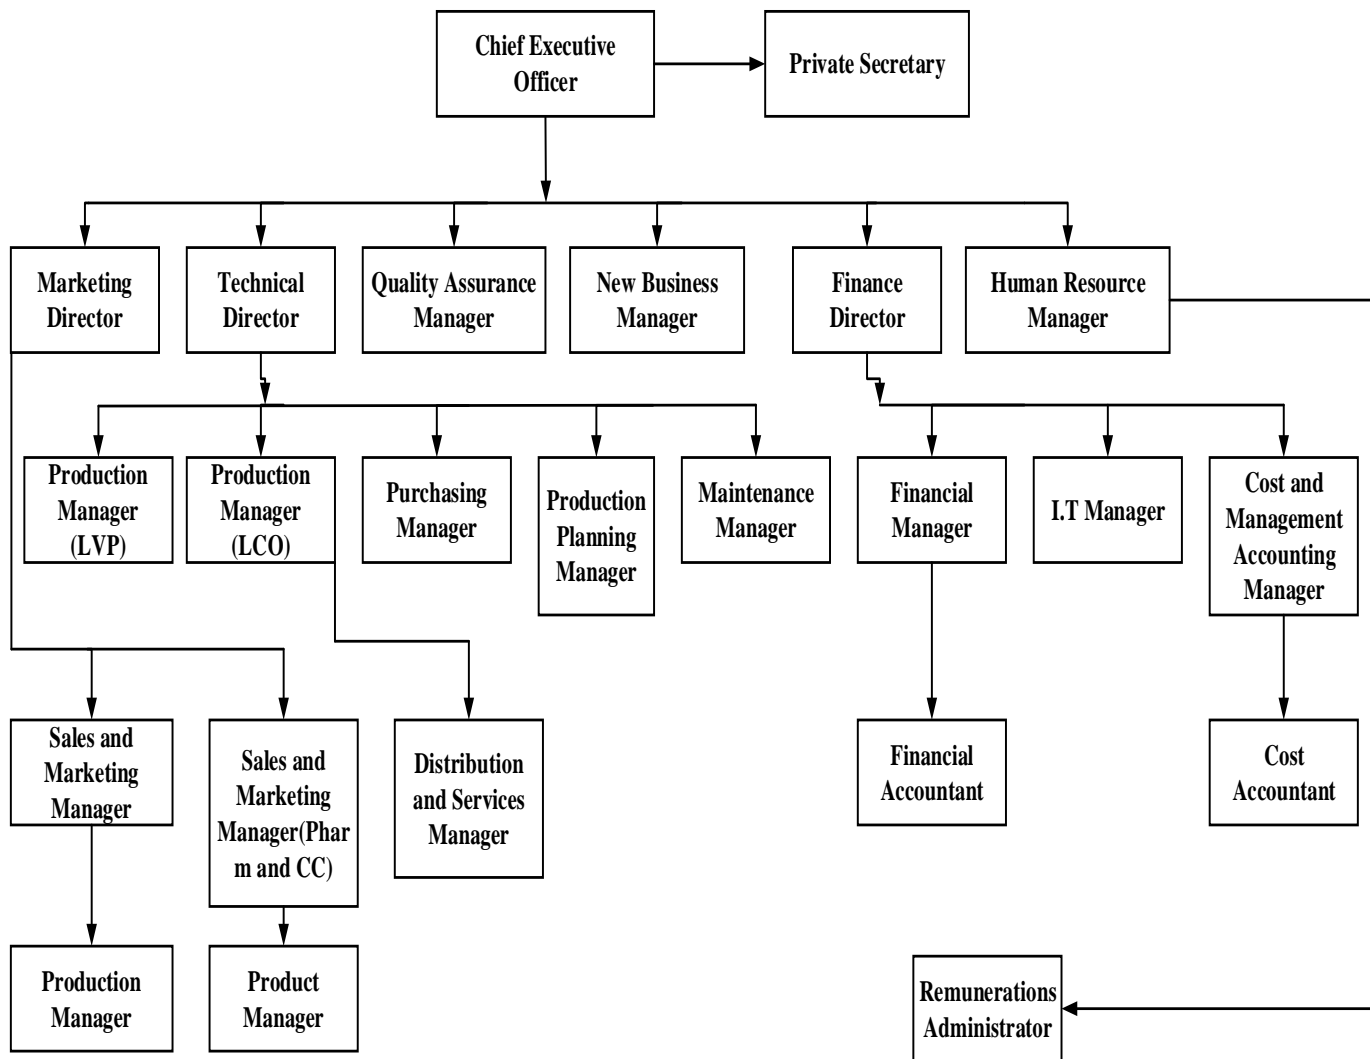 Chief Executive
Officer
Private Secretary
Marketing
Director
Technical
Director
Quality Assurance
Manager
New Business
Manager
Finance
Director
Human Resource
Manager
Production
Manager
(LVP)
Production
Manager
(LCO)
Purchasing
Manager
Production
Planning
Manager
Maintenance
Manager
Financial
Manager
I.T Manager
Cost and
Management
Accounting
Manager
Sales and
Marketing
Manager
Sales and
Marketing
Manager(Phar
m and CC)
Distribution
and Services
Manager
Financial
Accountant
Cost
Accountant
Production
Manager
Product
Manager
Remunerations
Administrator